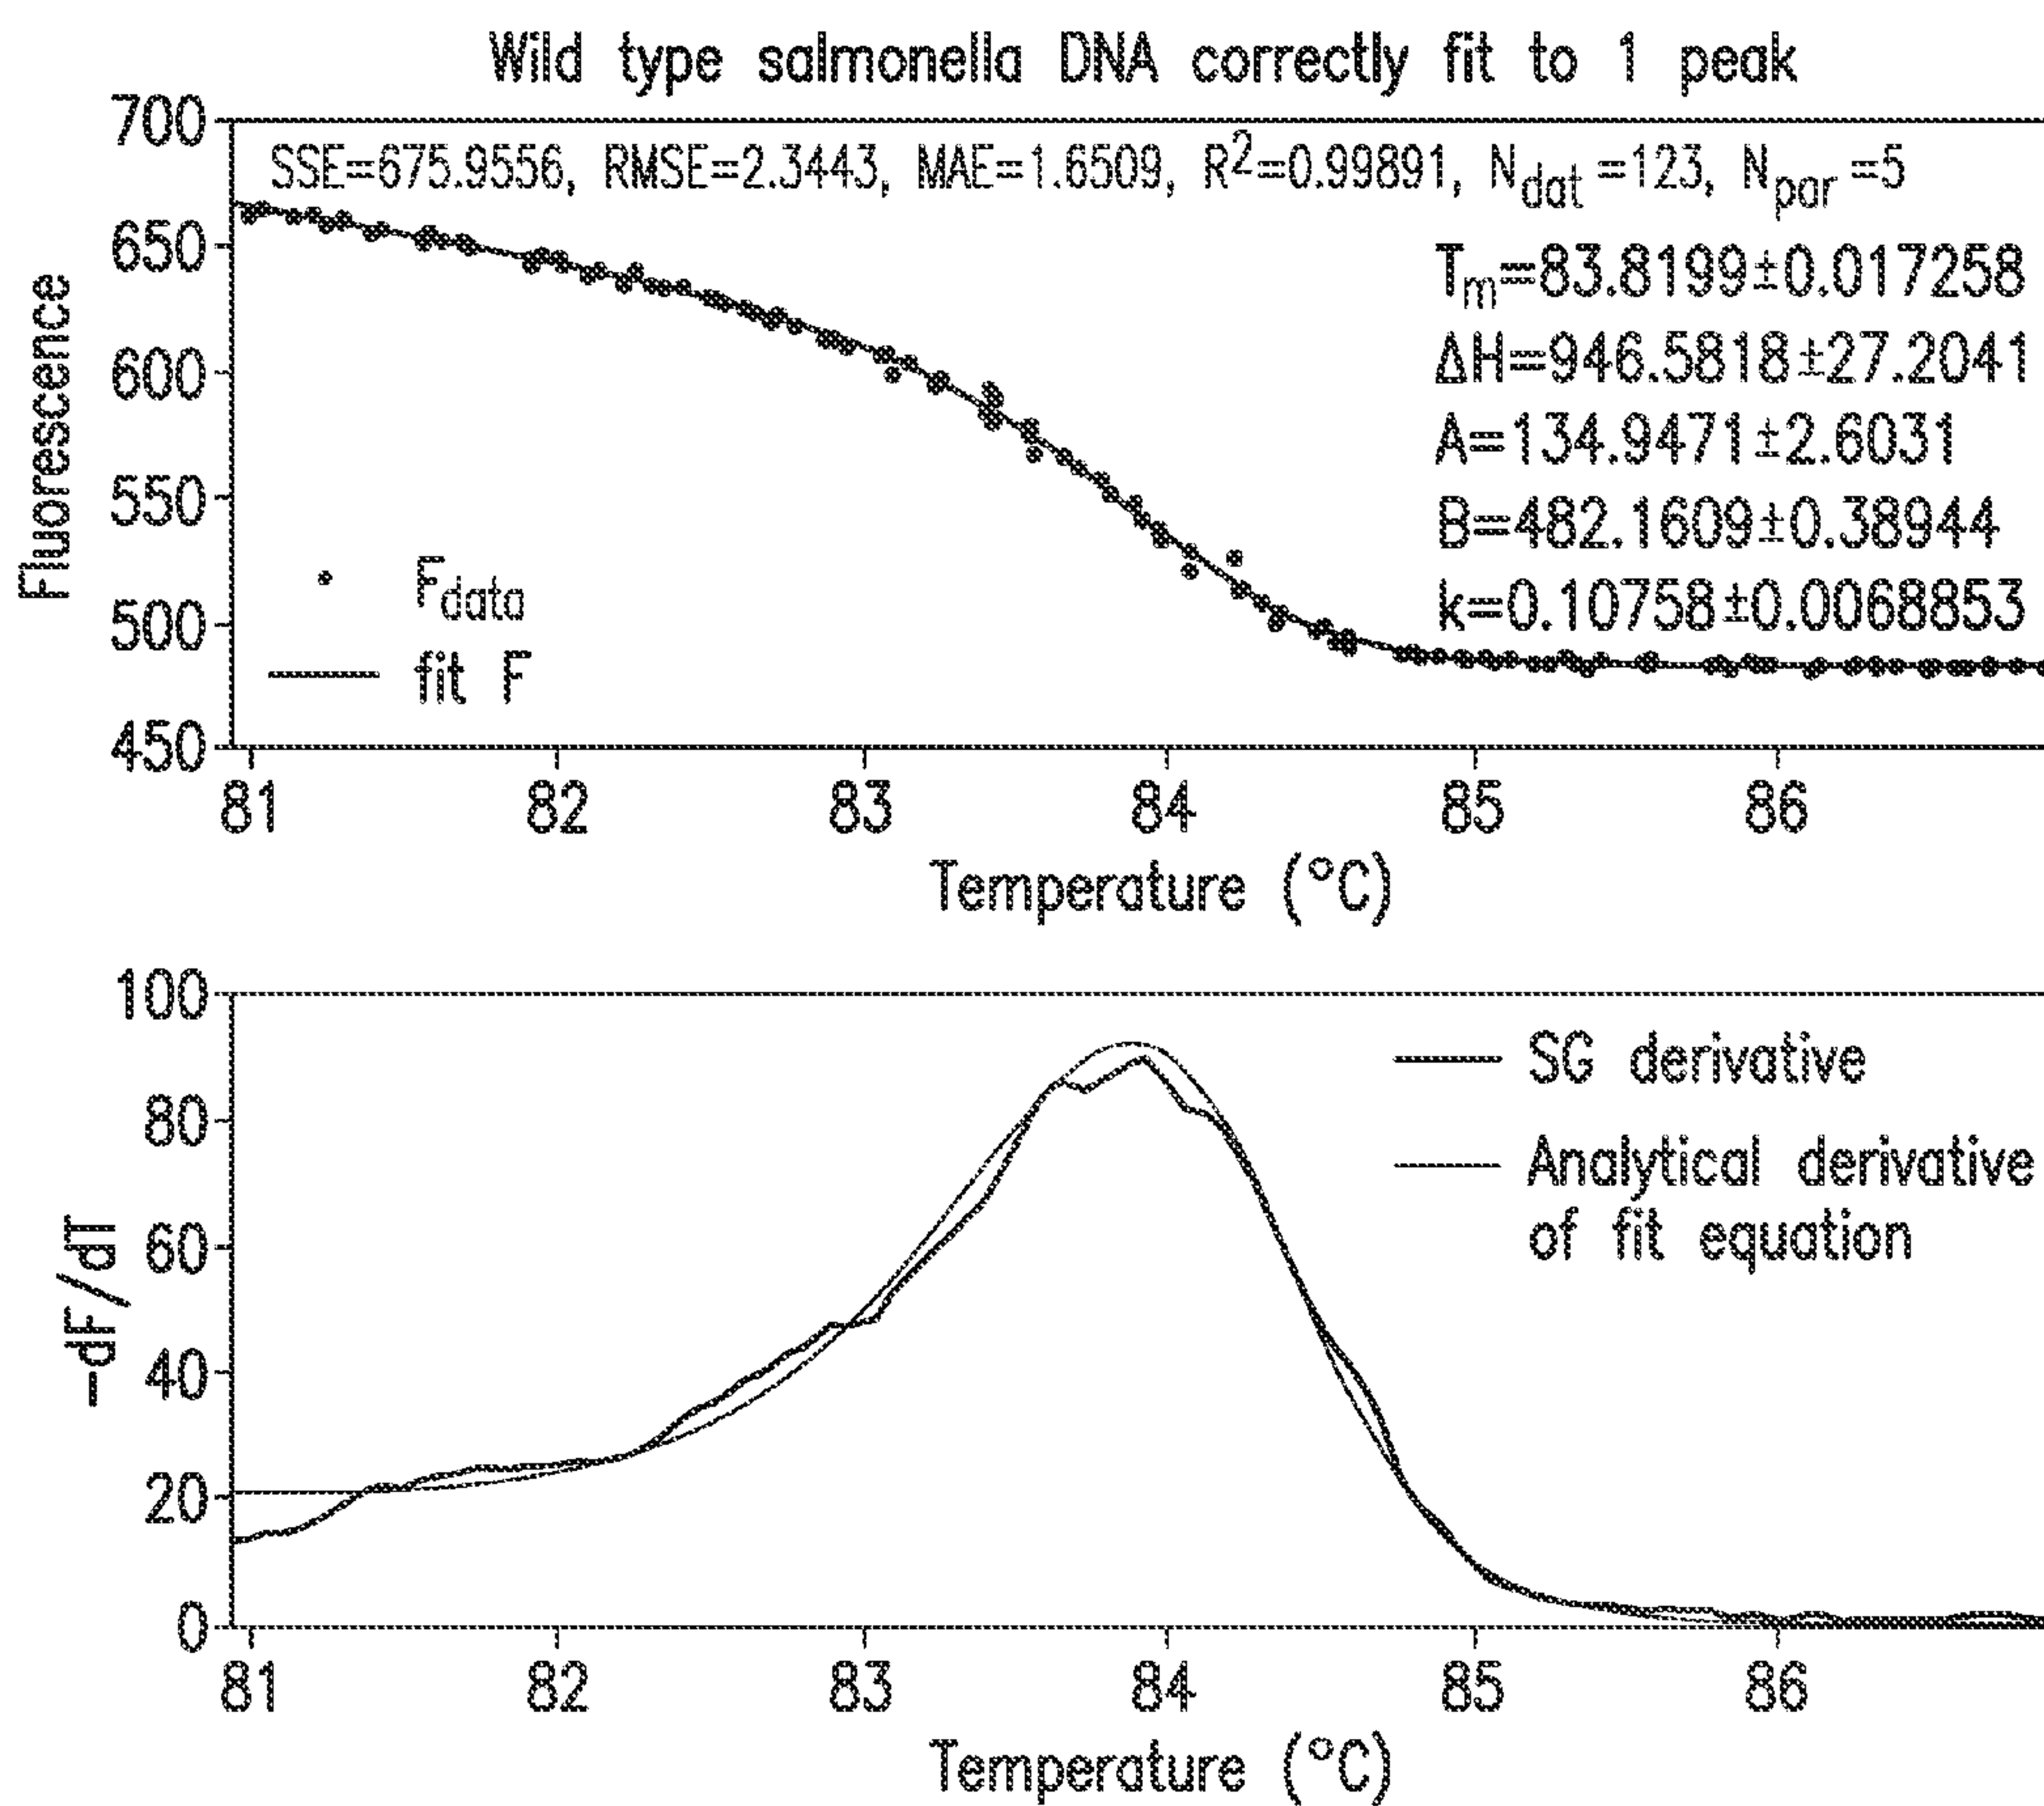 Wild type salmonella DNA correctly fit to 1 peak
700
SSE=675.9556, RMSE=2.3443, MAE=1.6509, R²=0.99891, N_dat=123, N_par=5
650
T_m=83.8199±0.017258
ΔH=946.5818±27.2041
600
A=134.9471±2.6031
550
B=482.1609±0.38944
k=0.10758±0.0068853
500
450
Fluorescence
F_data
fit F
81 82 83 84 85 86
Temperature (°C)
100
80
60
40
20
0
-dF/dT
SG derivative
Analytical derivative
of fit equation
81 82 83 84 85 86
Temperature (°C)